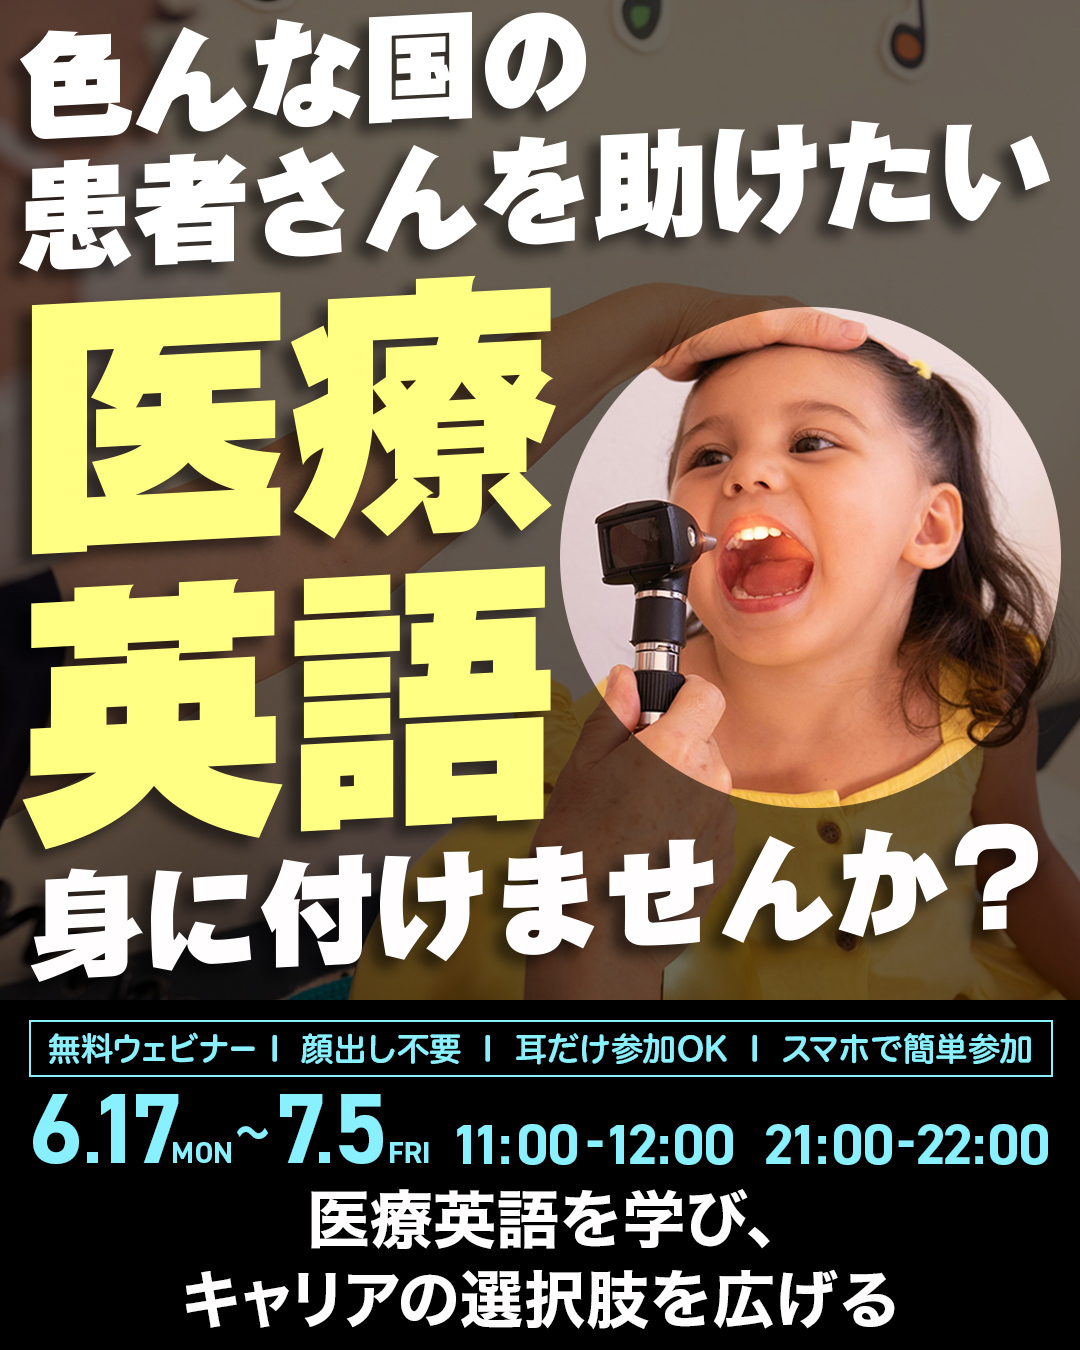 色んな国の
患者さんを助けたい
医療
英語
身に付けませんか?
無料ウェビナー | 顔出し不要 | 耳だけ参加OK | スマホで簡単参加
6.17MON~7.5FRI 11:00-12:00 21:00-22:00
医療英語を学び、
キャリアの選択肢を広げる